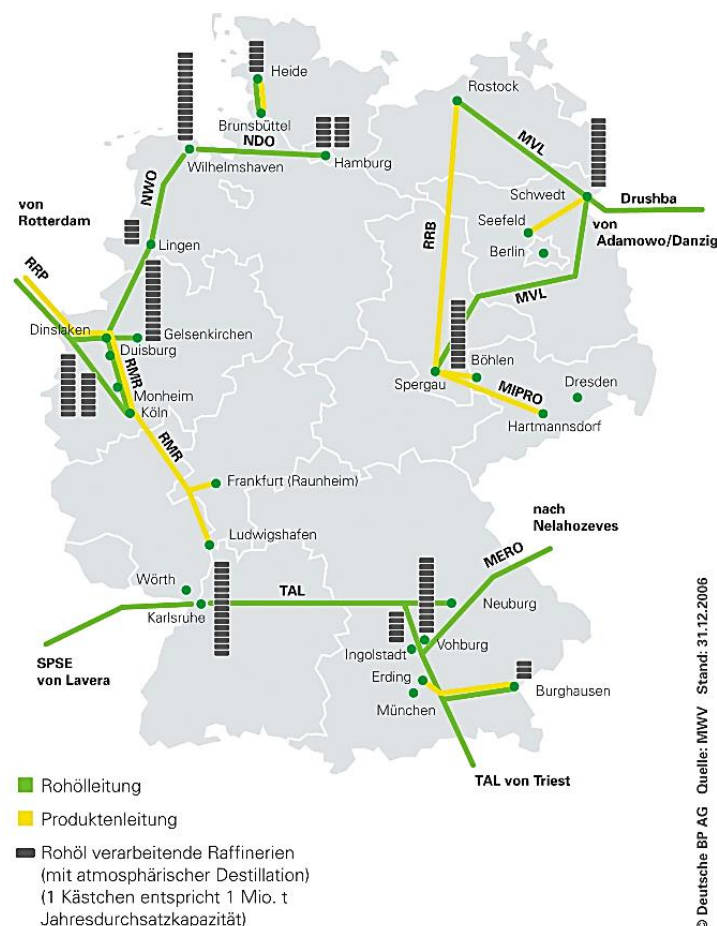 Heide
Rostock
Brunsbüttel
NDO
Hamburg
Wilhelmshaven
MVL
NWO
Schwedt
Drushba
von
Rotterdam
Seefeld
von
Adamowo/Danzig
Lingen
RRB
Berlin
RRP
MVL
Dinslaken
Gelsenkirchen
Duisburg
RMR
Böhlen
Monheim
Spergau
MIPRO
Dresden
Köln
Hartmannsdorf
RMR
Frankfurt (Raunheim)
nach
Nelahozeves
Ludwigshafen
MERO
Wörth
TAL
Neuburg
Karlsruhe
Vohburg
Ingolstadt
SPSE
von Lavera
Erding
Burghausen
München
TAL von Triest
Rohölleitung
Produktenleitung
Rohöl verarbeitende Raffinerien
(mit atmosphärischer Destillation)
(1 Kästchen entspricht 1 Mio. t
Jahresdurchsatzkapazität)
© Deutsche BP AG Quelle: MWV Stand: 31.12.2006